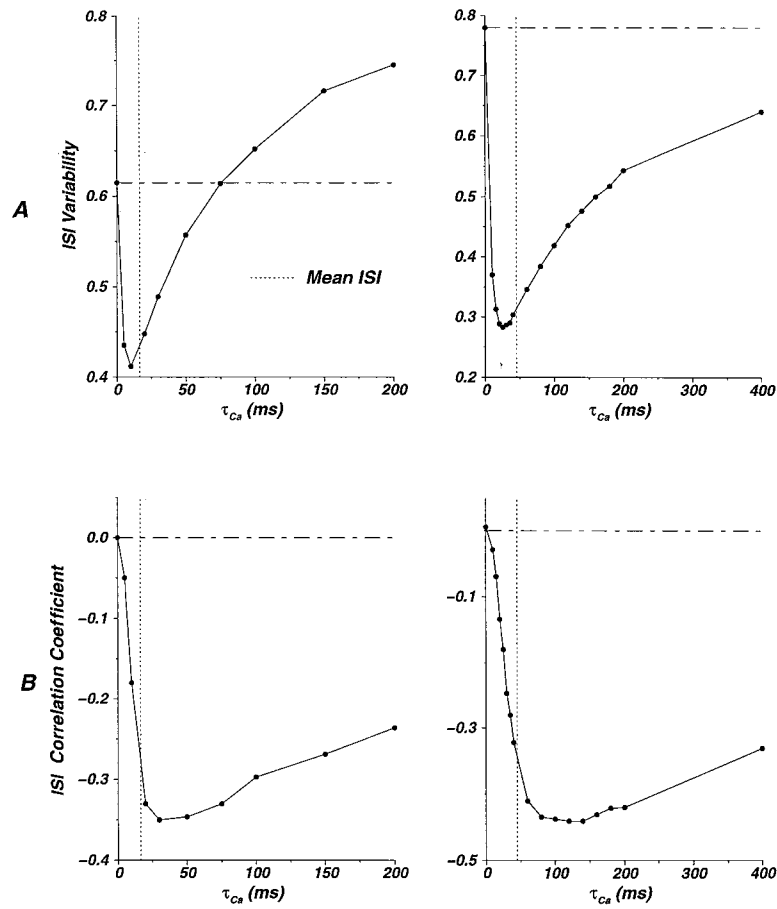 A
ISI Variability
0.8
0.7
0.6
0.5
0.4
0 50 100 150 200
τCa (ms)
Mean ISI
0.8
0.7
0.6
0.5
0.4
0.3
0.2
0 100 200 300 400
τCa (ms)
B
ISI Correlation Coefficient
0.0
−0.1
−0.2
−0.3
−0.4
0 50 100 150 200
τCa (ms)
−0.1
−0.3
−0.5
0 100 200 300 400
τCa (ms)